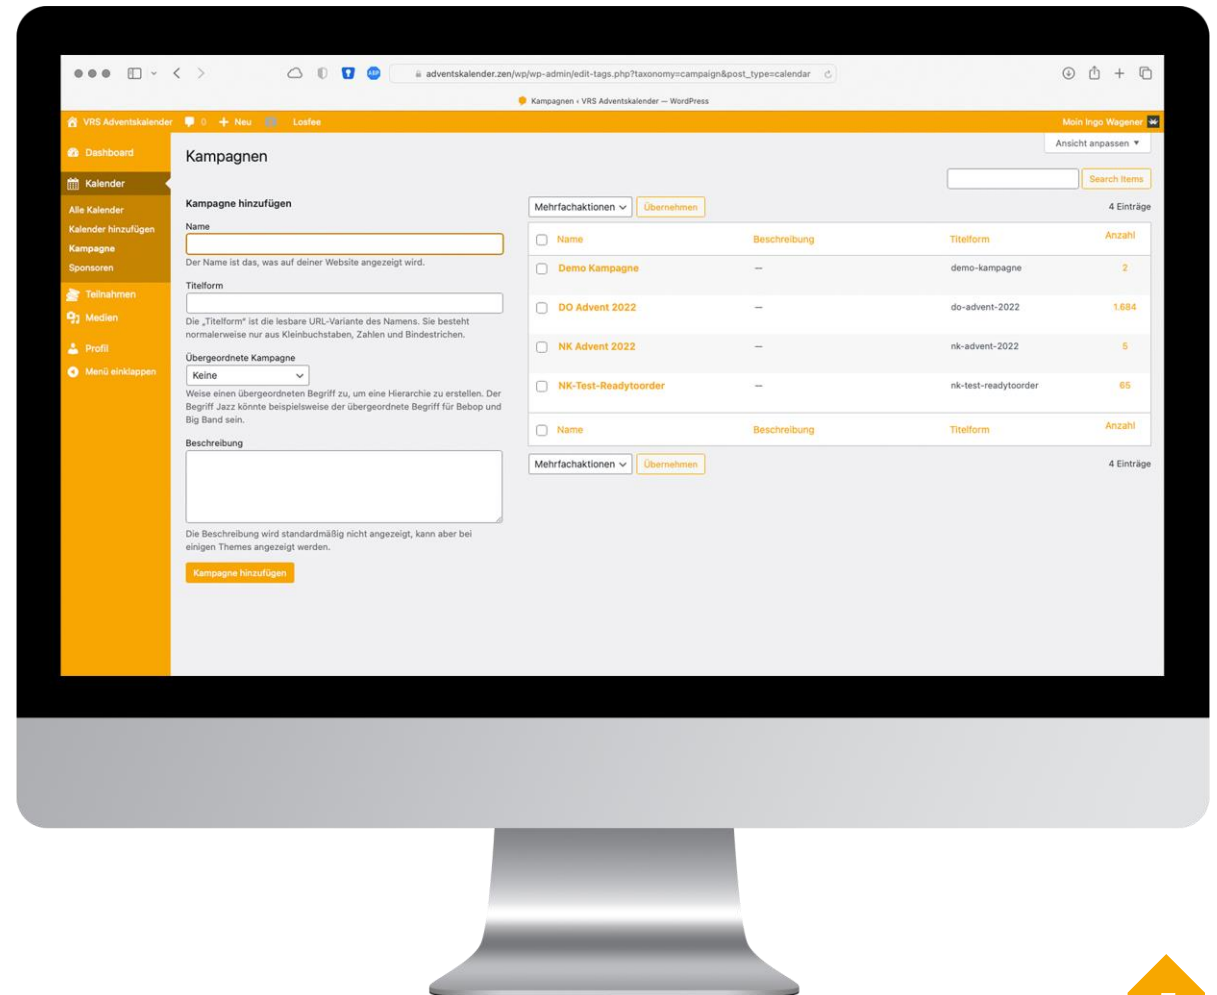 adventskalender.zen/wp/wp-admin/edit-tags.php?taxonomy=campaign&post_type=calendar
Kampagnen ‹ VRS Adventskalender — WordPress
VRS Adventskalender 0 + Neu Losfee Moin Ingo Wagener
Ansicht anpassen ▼
Dashboard
Kalender
Alle Kalender
Kalender hinzufügen
Kampagne
Sponsoren
Teilnahmen
Medien
Profil
Menü einklappen
Kampagnen
Search Items
Kampagne hinzufügen
Name
Der Name ist das, was auf deiner Website angezeigt wird.
Titelform
Die „Titelform“ ist die lesbare URL-Variante des Namens. Sie besteht
normalerweise nur aus Kleinbuchstaben, Zahlen und Bindestrichen.
Übergeordnete Kampagne
Keine
Weise einen übergeordneten Begriff zu, um eine Hierarchie zu erstellen. Der
Begriff Jazz könnte beispielsweise der übergeordnete Begriff für Bebop und
Big Band sein.
Beschreibung
Die Beschreibung wird standardmäßig nicht angezeigt, kann aber bei
einigen Themes angezeigt werden.
Kampagne hinzufügen
Mehrfachaktionen Übernehmen 4 Einträge
Name Beschreibung Titelform Anzahl
Demo Kampagne — demo-kampagne 2
DO Advent 2022 — do-advent-2022 1.684
NK Advent 2022 — nk-advent-2022 5
NK-Test-Readytoorder — nk-test-readytoorder 65
Name Beschreibung Titelform Anzahl
Mehrfachaktionen Übernehmen 4 Einträge